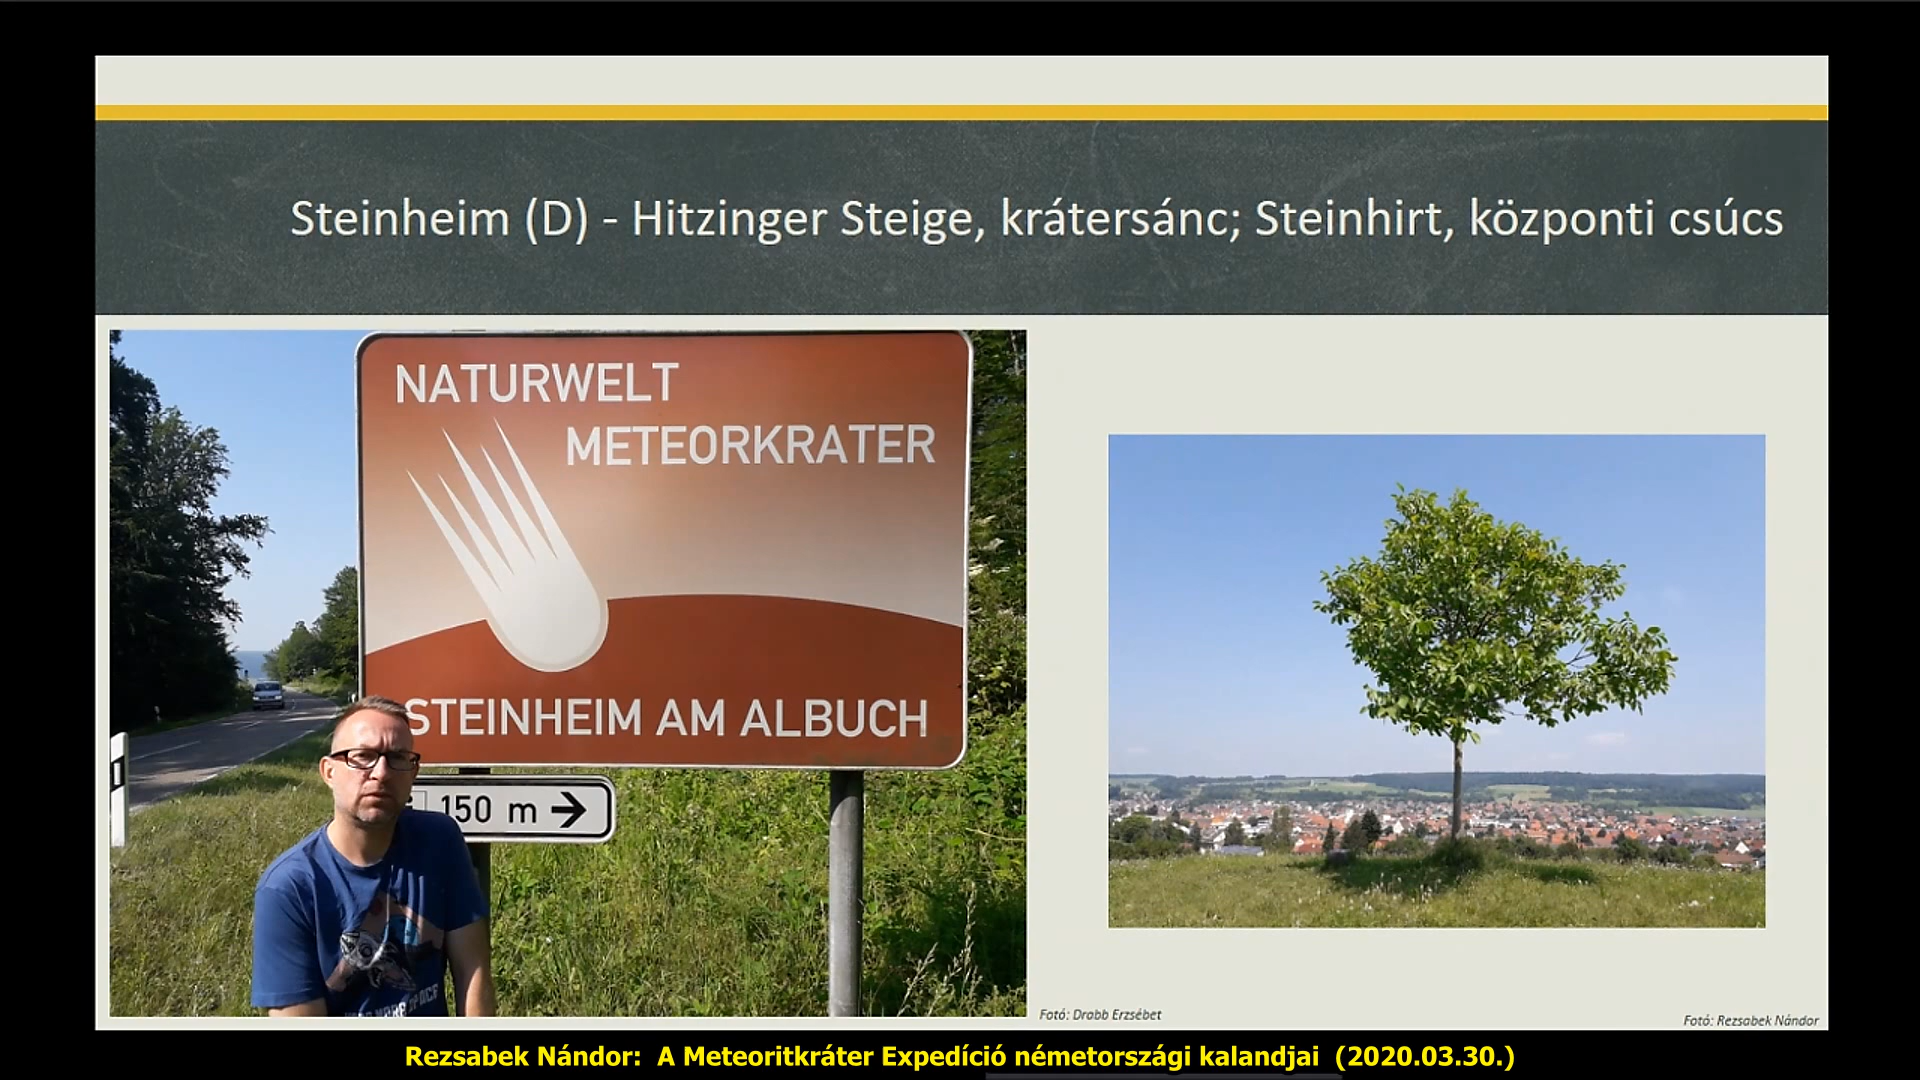 Steinheim (D) - Hitzinger Steige, krátersánc; Steinhirt, központi csúcs
NATURWELT
METEORKRATER
STEINHEIM AM ALBUCH
150 m
Fotó: Drabb Erzsébet
Fotó: Rezsabek Nándor
Rezsabek Nándor: A Meteoritkráter Expedíció németországi kalandjai (2020.03.30.)